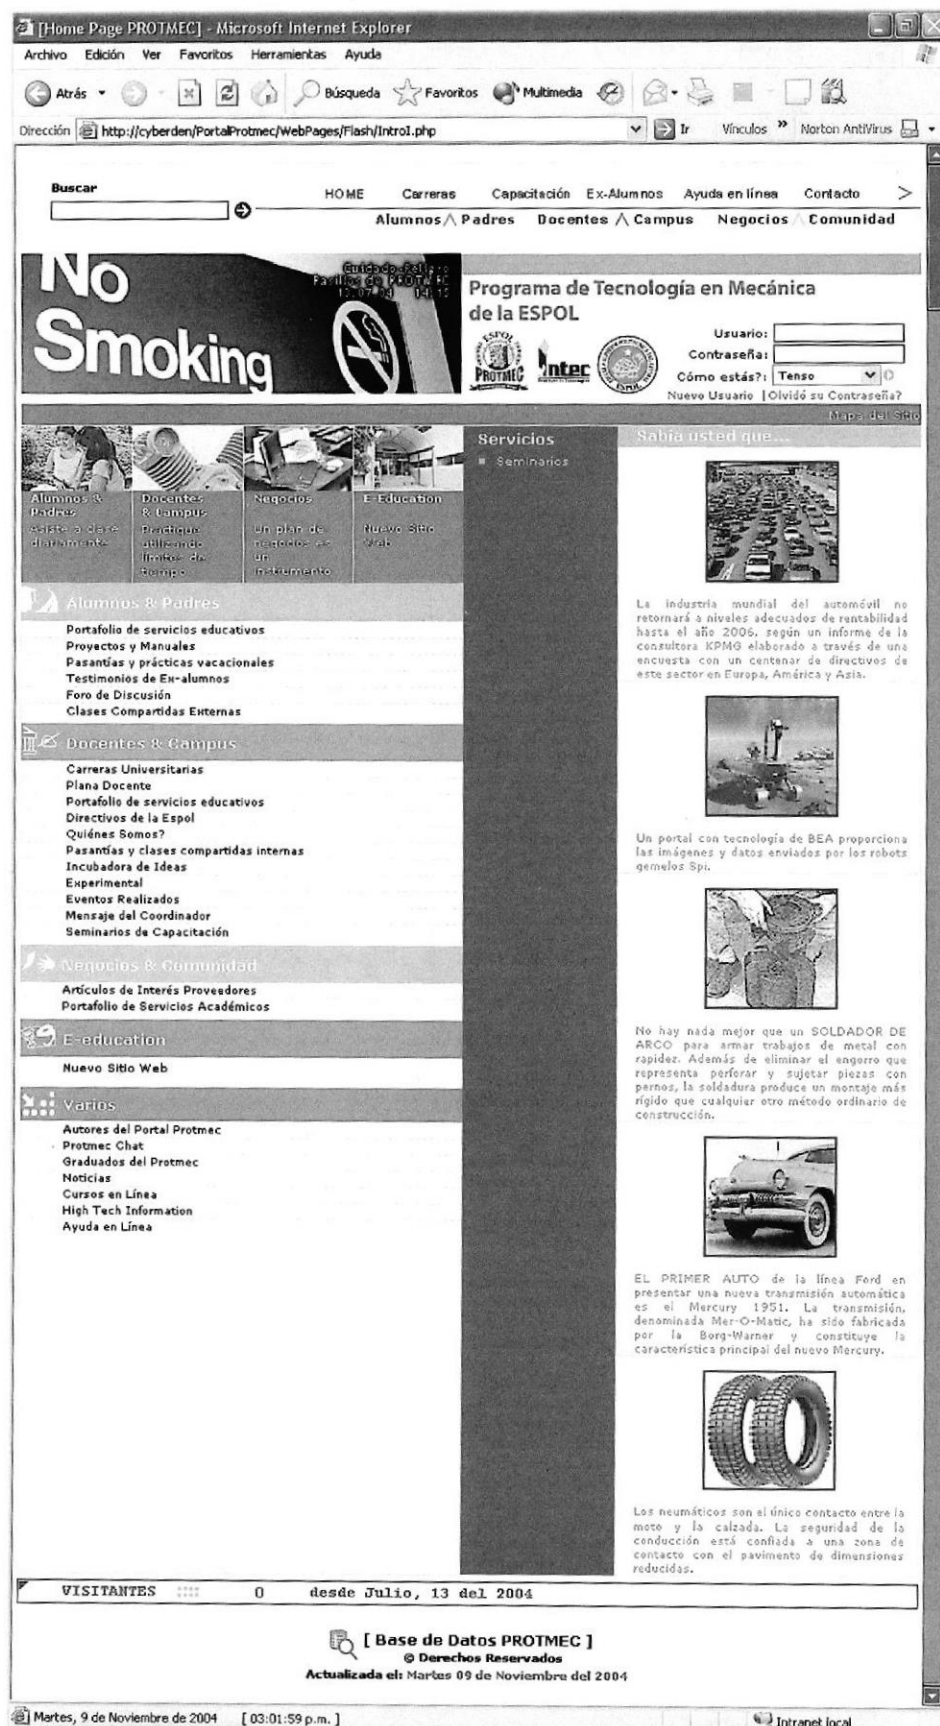 [Home Page PROTMEC] - Microsoft Internet Explorer
Archivo Edición Ver Favoritos Herramientas Ayuda
Atrás Búsqueda Favoritos Multimedia
Dirección http://cyberden/PortalProtmec/WebPages/Flash/Intro1.php Ir Vínculos » Norton AntiVirus
Buscar
HOME Carreras Capacitación Ex-Alumnos Ayuda en línea Contacto >
Alumnos Padres Docentes Campus Negocios Comunidad
No
Smoking
Programa de Tecnología en Mecánica
de la ESPOL
Usuario:
Contraseña:
Cómo estás?: Tenso
Nuevo Usuario | Olvidó su Contraseña?
ESPOL
PROTMEC
intec
ESPOL
Mapa del Sitio
Alumnos &
Padres
Asiste a clase
diariamente
Docentes
& Campus
Practique
utilizando
límites de
tiempo
Negocios
Un plan de
negocios es
un
instrumento
E-Education
Nuevo Sitio
Web
Servicios
Seminarios
Alumnos & Padres
Portafolio de servicios educativos
Proyectos y Manuales
Pasantías y prácticas vacacionales
Testimonios de Ex-alumnos
Foro de Discusión
Clases Compartidas Externas
Docentes & Campus
Carreras Universitarias
Plana Docente
Portafolio de servicios educativos
Directivos de la Espol
Quiénes Somos?
Pasantías y clases compartidas internas
Incubadora de Ideas
Experimental
Eventos Realizados
Mensaje del Coordinador
Seminarios de Capacitación
Negocios & Comunidad
Artículos de Interés Proveedores
Portafolio de Servicios Académicos
E-education
Nuevo Sitio Web
Varios
Autores del Portal Protmec
Protmec Chat
Graduados del Protmec
Noticias
Cursos en Línea
High Tech Information
Ayuda en Línea
Sabía usted que...
La industria mundial del automóvil no
retornará a niveles adecuados de rentabilidad
hasta el año 2006, según un informe de la
consultora KPMG elaborado a través de una
encuesta con un centenar de directivos de
este sector en Europa, América y Asia.
Un portal con tecnología de BEA proporciona
las imágenes y datos enviados por los robots
gemelos Spi.
No hay nada mejor que un SOLDADOR DE
ARCO para armar trabajos de metal con
rapidez. Además de eliminar el engorro que
representa perforar y sujetar piezas con
pernos, la soldadura produce un montaje más
rígido que cualquier otro método ordinario de
construcción.
EL PRIMER AUTO de la línea Ford en
presentar una nueva transmisión automática
es el Mercury 1951. La transmisión,
denominada Mer-O-Matic, ha sido fabricada
por la Borg-Warner y constituye la
característica principal del nuevo Mercury.
Los neumáticos son el único contacto entre la
moto y la calzada. La seguridad de la
conducción está confiada a una zona de
contacto con el pavimento de dimensiones
reducidas.
VISITANTES :::: 0 desde Julio, 13 del 2004
[ Base de Datos PROTMEC ]
© Derechos Reservados
Actualizada el: Martes 09 de Noviembre del 2004
Martes, 9 de Noviembre de 2004 [ 03:01:59 p.m. ] Intranet local